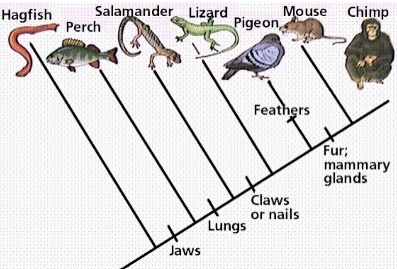 Hagfish
Perch
Salamander
Lizard
Pigeon
Mouse
Chimp
Feathers
Fur;
mammary
glands
Claws
or nails
Lungs
Jaws